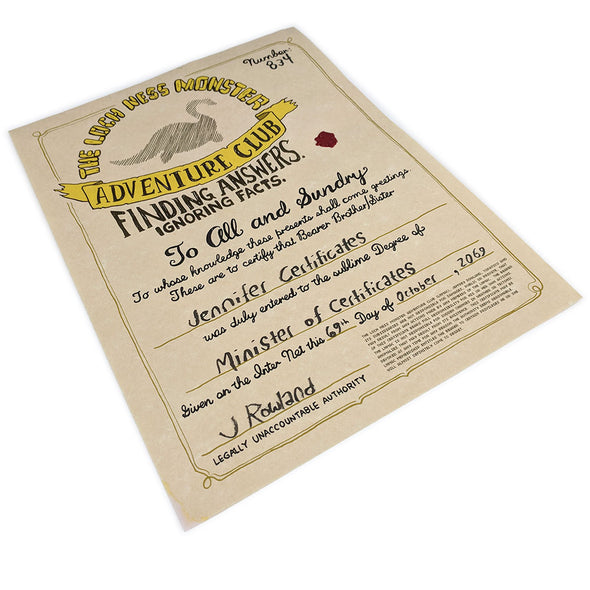 Number:
834
THE LOCH NESS MONSTER
ADVENTURE CLUB
FINDING ANSWERS.
IGNORING FACTS.
To All and Sundry
To whose knowledge these presents shall come greetings
These are to certify that Bearer Brother/Sister
Jennifer Certificates
was duly entered to the sublime Degree of
Minister of Certificates
Given on the Inter Net this 69th Day of October, 2069
J Rowland
LEGALLY UNACCOUNTABLE AUTHORITY